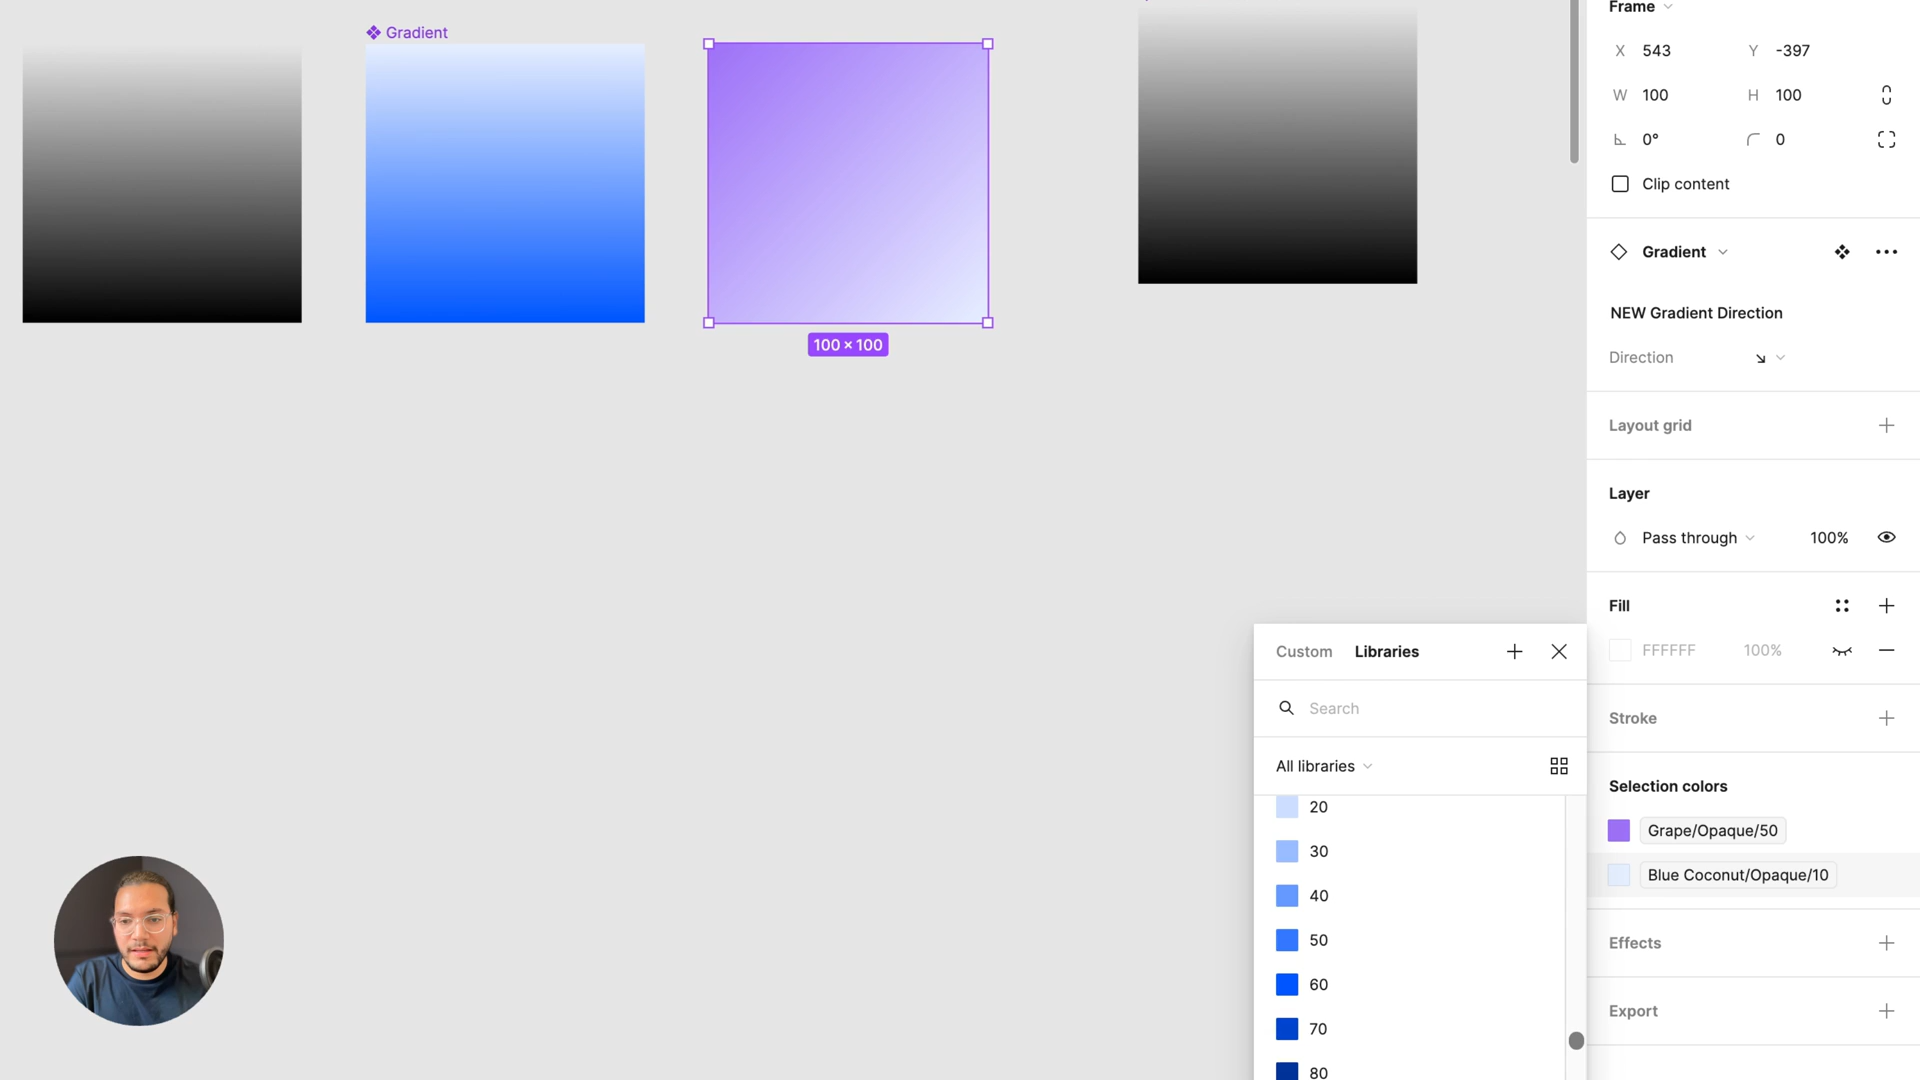 Gradient
100 × 100
Frame
X 543 Y -397
W 100 H 100
0° 0
Clip content
Gradient
NEW Gradient Direction
Direction ↘
Layout grid
Layer
Pass through 100%
Fill
FFFFFF 100%
Stroke
Selection colors
Grape/Opaque/50
Blue Coconut/Opaque/10
Effects
Export
Custom Libraries
Search
All libraries
20
30
40
50
60
70
80